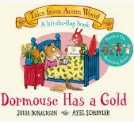 Tales from Acorn Wood
A lift-the-flap book
Dormouse Has a Cold
JULIA DONALDSON
AXEL SCHEFFLER